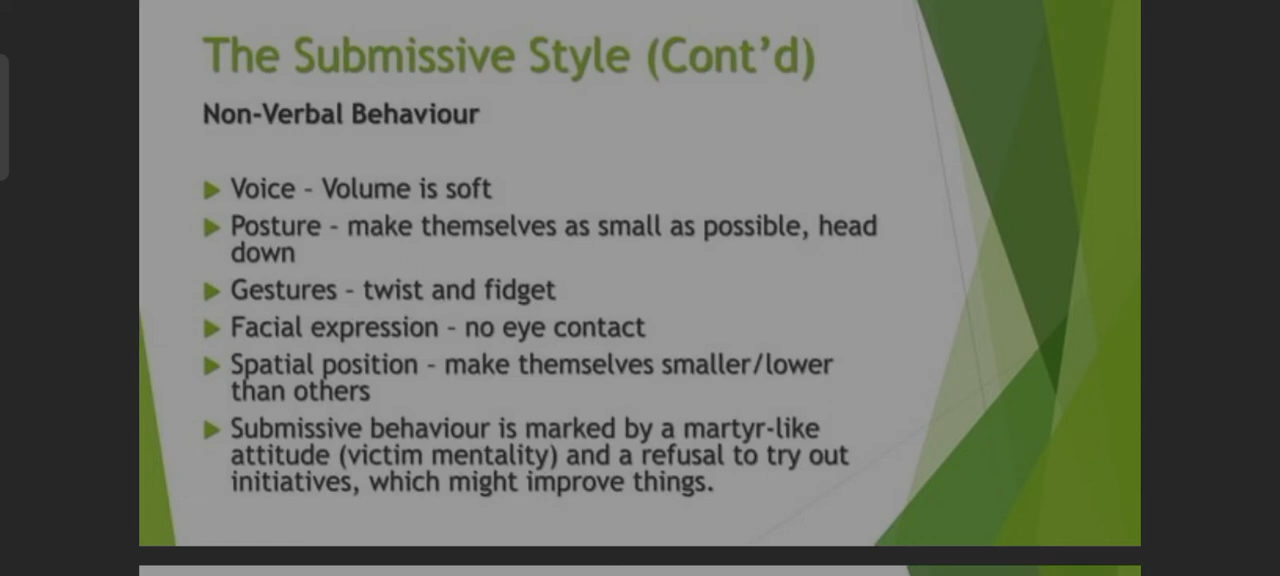 The Submissive Style (Cont'd)
Non-Verbal Behaviour
Voice - Volume is soft
Posture - make themselves as small as possible, head
down
Gestures - twist and fidget
Facial expression - no eye contact
Spatial position - make themselves smaller/lower
than others
Submissive behaviour is marked by a martyr-like
attitude (victim mentality) and a refusal to try out
initiatives, which might improve things.